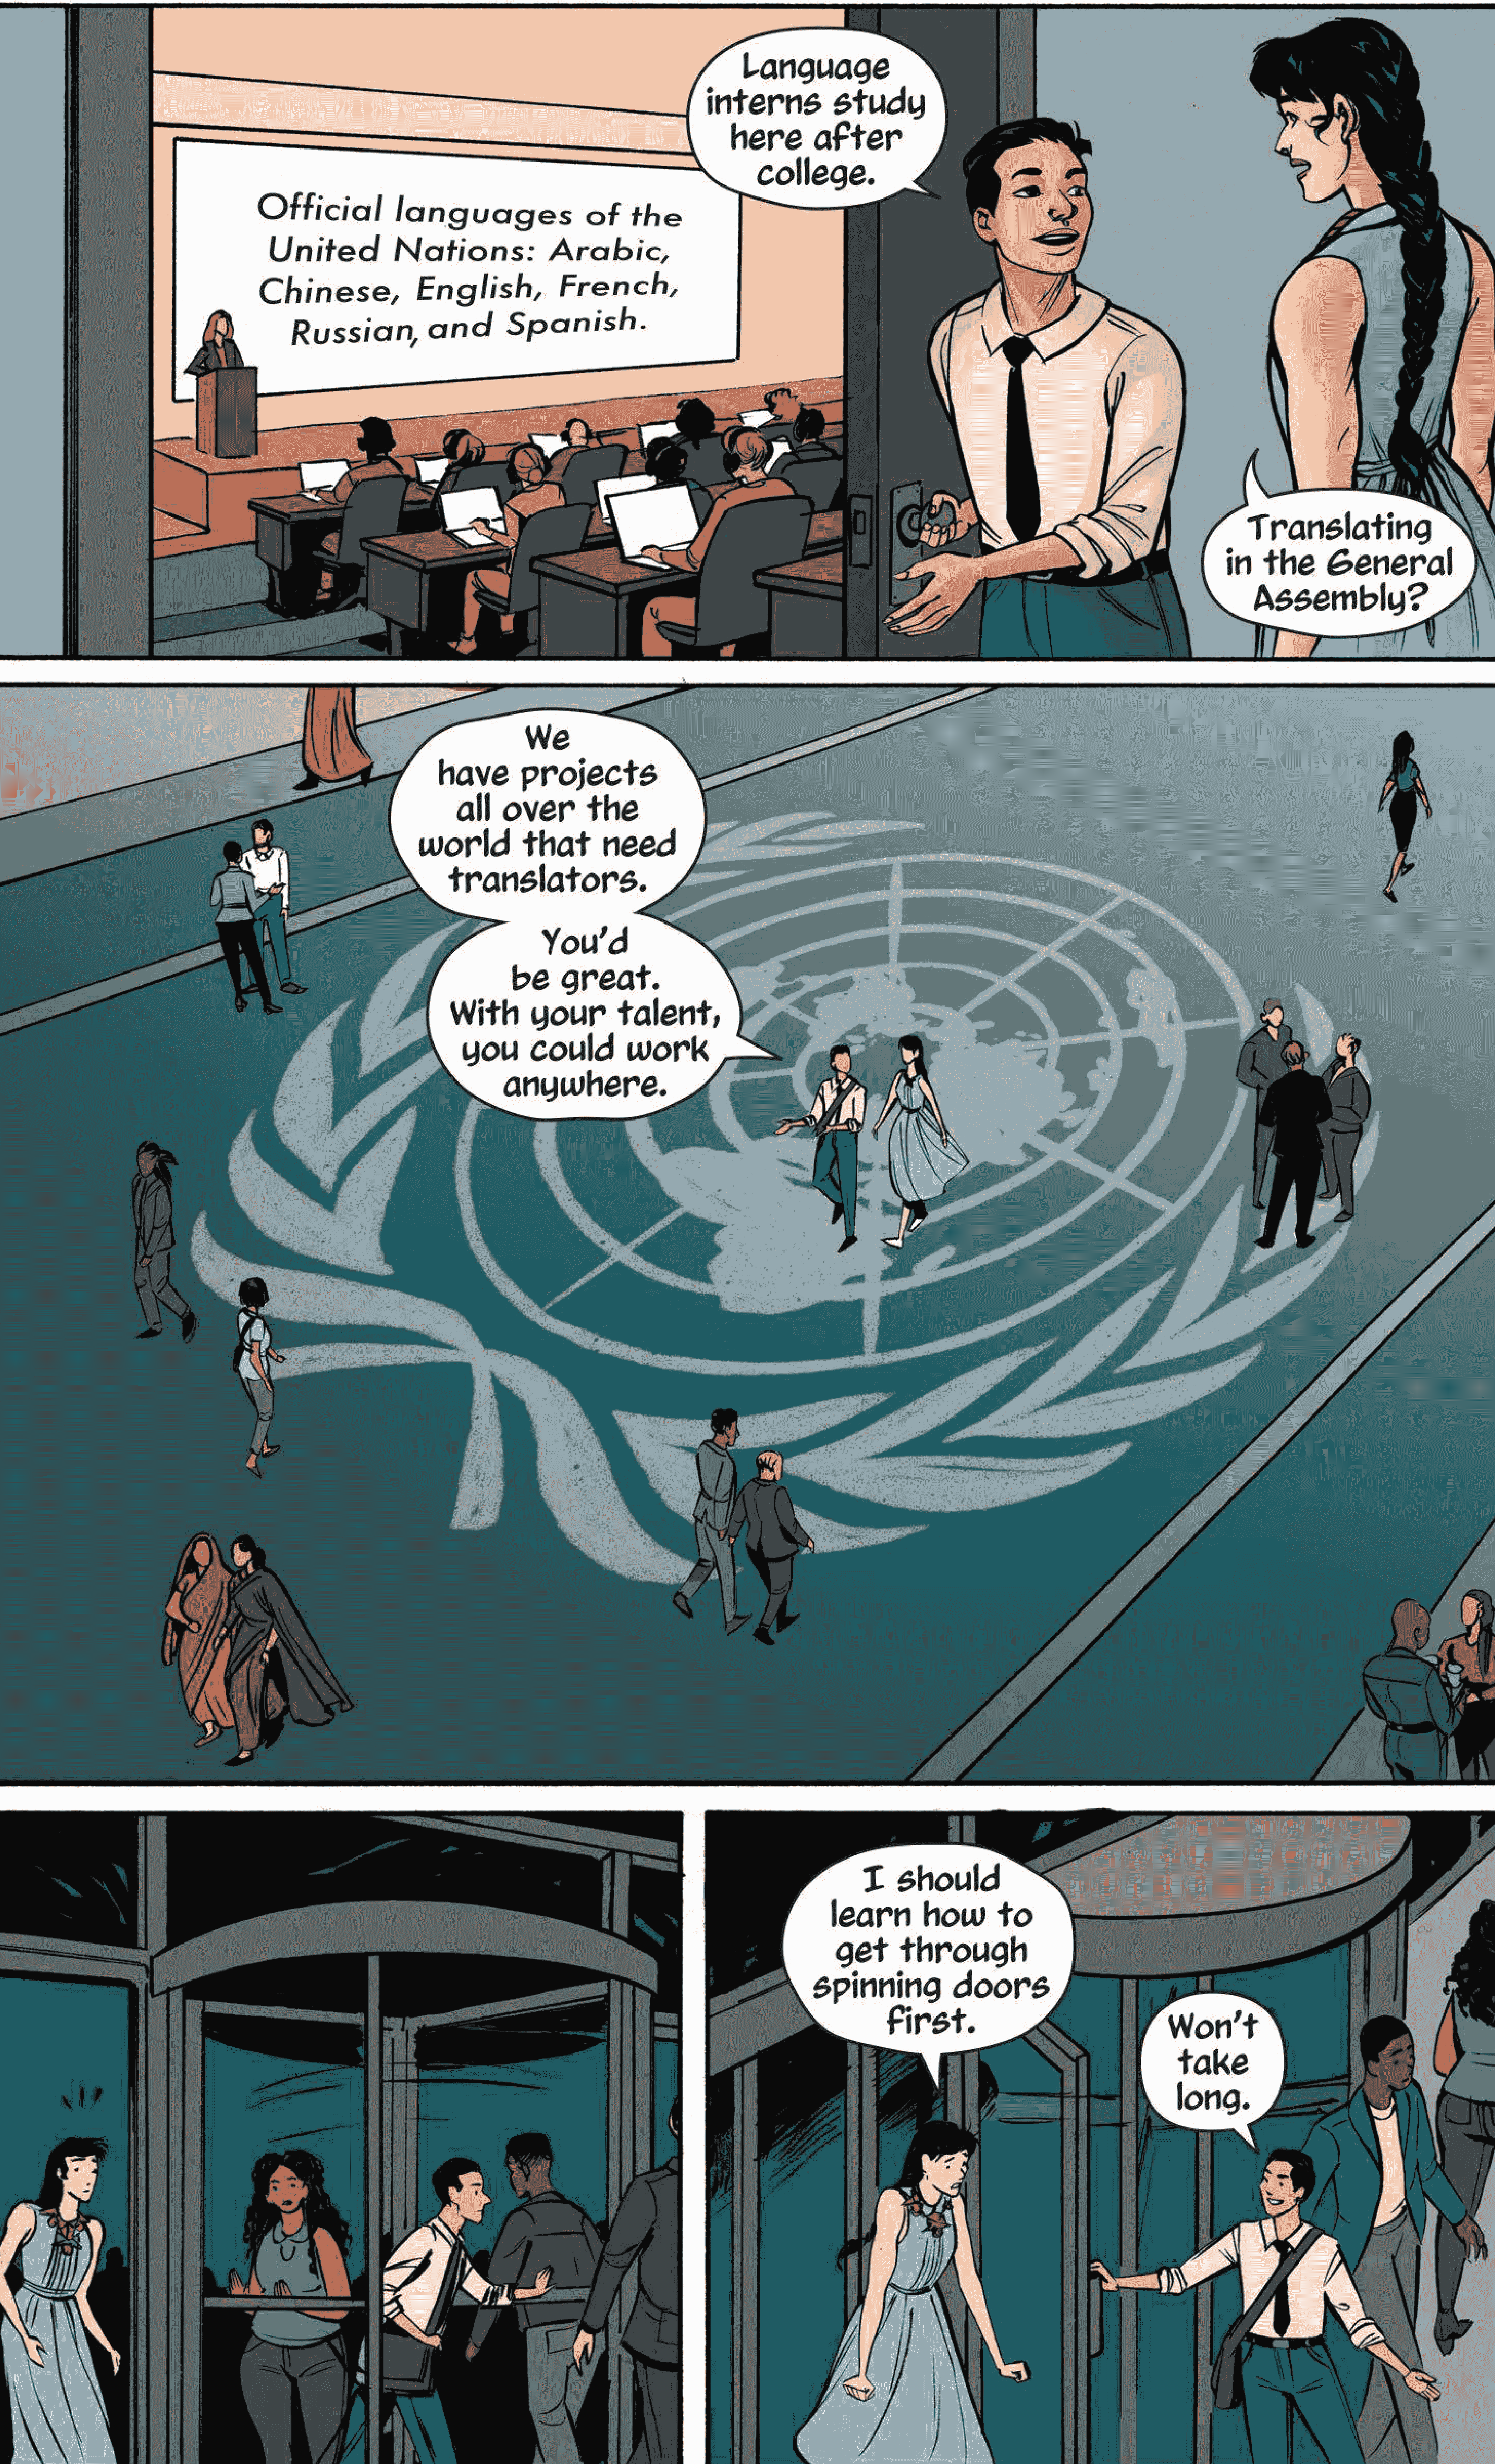 Language
interns study
here after
college.
Official languages of the
United Nations: Arabic,
Chinese, English, French,
Russian, and Spanish.
Translating
in the General
Assembly?
We
have projects
all over the
world that need
translators.
You'd
be great.
With your talent,
you could work
anywhere.
I should
learn how to
get through
spinning doors
first.
Won't
take
long.